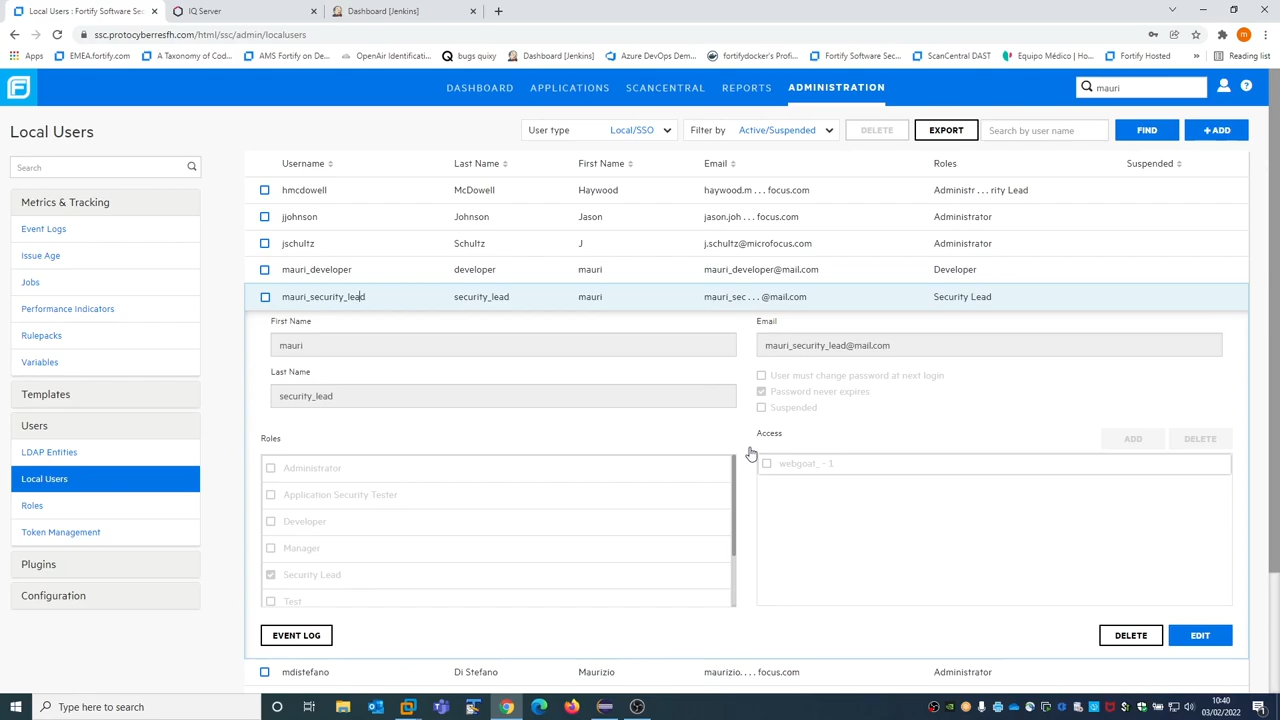 Local Users : Fortify Software Sec
IQ Server
Dashboard [Jenkins]
ssc.protocyberresfh.com/html/ssc/admin/localusers
Apps
EMEA.fortify.com
A Taxonomy of Cod...
AMS Fortify on Dem...
OpenAir Identificati...
bugs quixy
Dashboard [Jenkins]
Azure DevOps Demo...
fortifydocker's Profi...
Fortify Software Sec...
ScanCentral DAST
Equipo Médico | Ho...
Fortify Hosted
»
Reading list
DASHBOARD
APPLICATIONS
SCANCENTRAL
REPORTS
ADMINISTRATION
mauri
Local Users
User type
Local/SSO
Filter by
Active/Suspended
DELETE
EXPORT
Search by user name
FIND
+ ADD
Search
Metrics & Tracking
Event Logs
Issue Age
Jobs
Performance Indicators
Rulepacks
Variables
Templates
Users
LDAP Entities
Local Users
Roles
Token Management
Plugins
Configuration
Username
Last Name
First Name
Email
Roles
Suspended
hmcdowell
McDowell
Haywood
haywood.m . . . focus.com
Administr . . . rity Lead
jjohnson
Johnson
Jason
jason.joh . . . focus.com
Administrator
jschultz
Schultz
J
j.schultz@microfocus.com
Administrator
mauri_developer
developer
mauri
mauri_developer@mail.com
Developer
mauri_security_lead
security_lead
mauri
mauri_sec . . . @mail.com
Security Lead
First Name
mauri
Last Name
security_lead
Email
mauri_security_lead@mail.com
User must change password at next login
Password never expires
Suspended
Roles
Administrator
Application Security Tester
Developer
Manager
Security Lead
Test
Access
ADD
DELETE
webgoat_ - 1
EVENT LOG
DELETE
EDIT
mdistefano
Di Stefano
Maurizio
maurizio. . . . focus.com
Administrator
Type here to search
10:40
03/02/2022